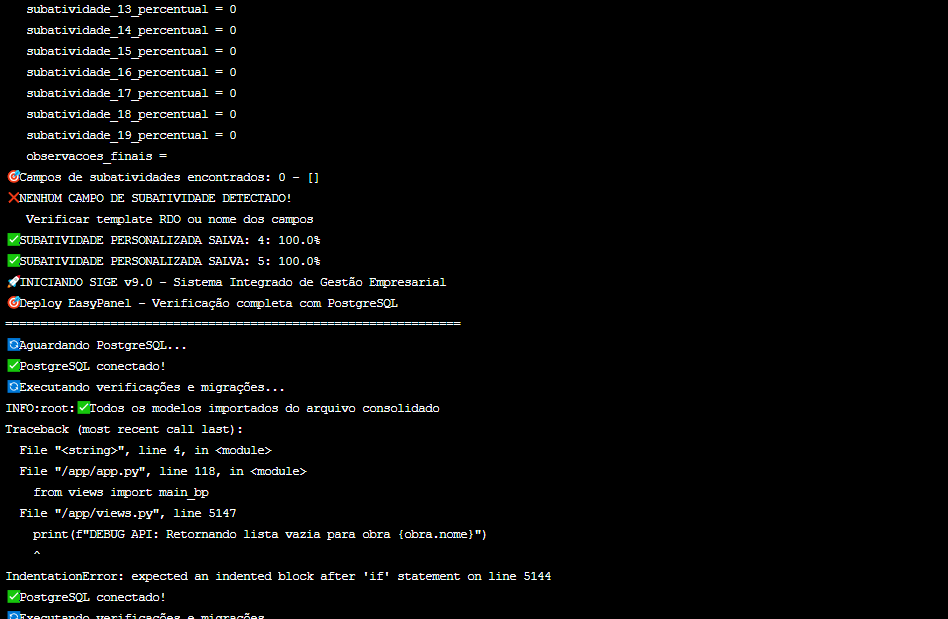 subatividade_13_percentual = 0
subatividade_14_percentual = 0
subatividade_15_percentual = 0
subatividade_16_percentual = 0
subatividade_17_percentual = 0
subatividade_18_percentual = 0
subatividade_19_percentual = 0
observacoes_finais =
🎯Campos de subatividades encontrados: 0 - []
❌NENHUM CAMPO DE SUBATIVIDADE DETECTADO!
Verificar template RDO ou nome dos campos
✅SUBATIVIDADE PERSONALIZADA SALVA: 4: 100.0%
✅SUBATIVIDADE PERSONALIZADA SALVA: 5: 100.0%
🚀INICIANDO SIGE v9.0 - Sistema Integrado de Gestão Empresarial
🎯Deploy EasyPanel - Verificação completa com PostgreSQL
=================================================================
🔄Aguardando PostgreSQL...
✅PostgreSQL conectado!
🔄Executando verificações e migrações...
INFO:root:✅Todos os modelos importados do arquivo consolidado
Traceback (most recent call last):
File "<string>", line 4, in <module>
File "/app/app.py", line 118, in <module>
from views import main_bp
File "/app/views.py", line 5147
print(f"DEBUG API: Retornando lista vazia para obra {obra.nome}")
^
IndentationError: expected an indented block after 'if' statement on line 5144
✅PostgreSQL conectado!
🔄Executando verificações e migrações